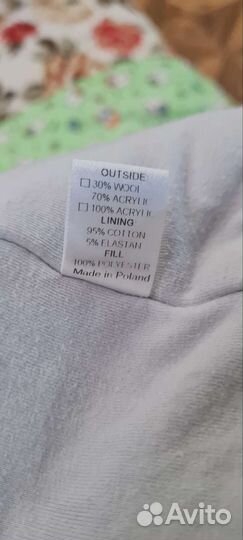 OUTSIDE:
☐ 30% WOOL
70% ACRYLIC
☐ 100% ACRYLIC
LINING
95% COTTON
5% ELASTAN
FILL
100% POLYESTER
Made in Poland
Avito